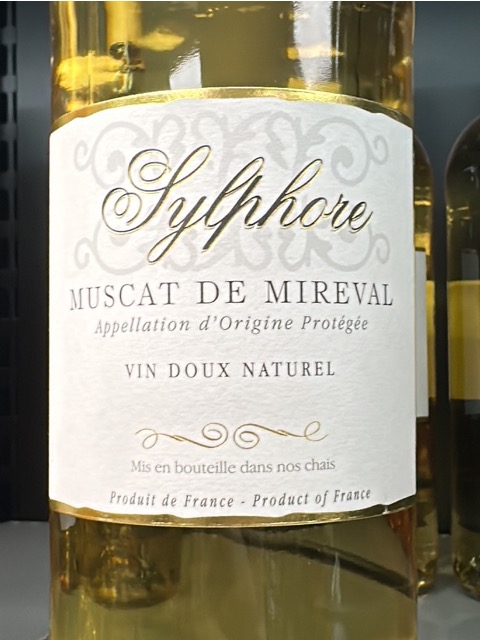 Sylphore
MUSCAT DE MIREVAL
Appellation d'Origine Protégée
VIN DOUX NATUREL
Mis en bouteille dans nos chais
Produit de France - Product of France